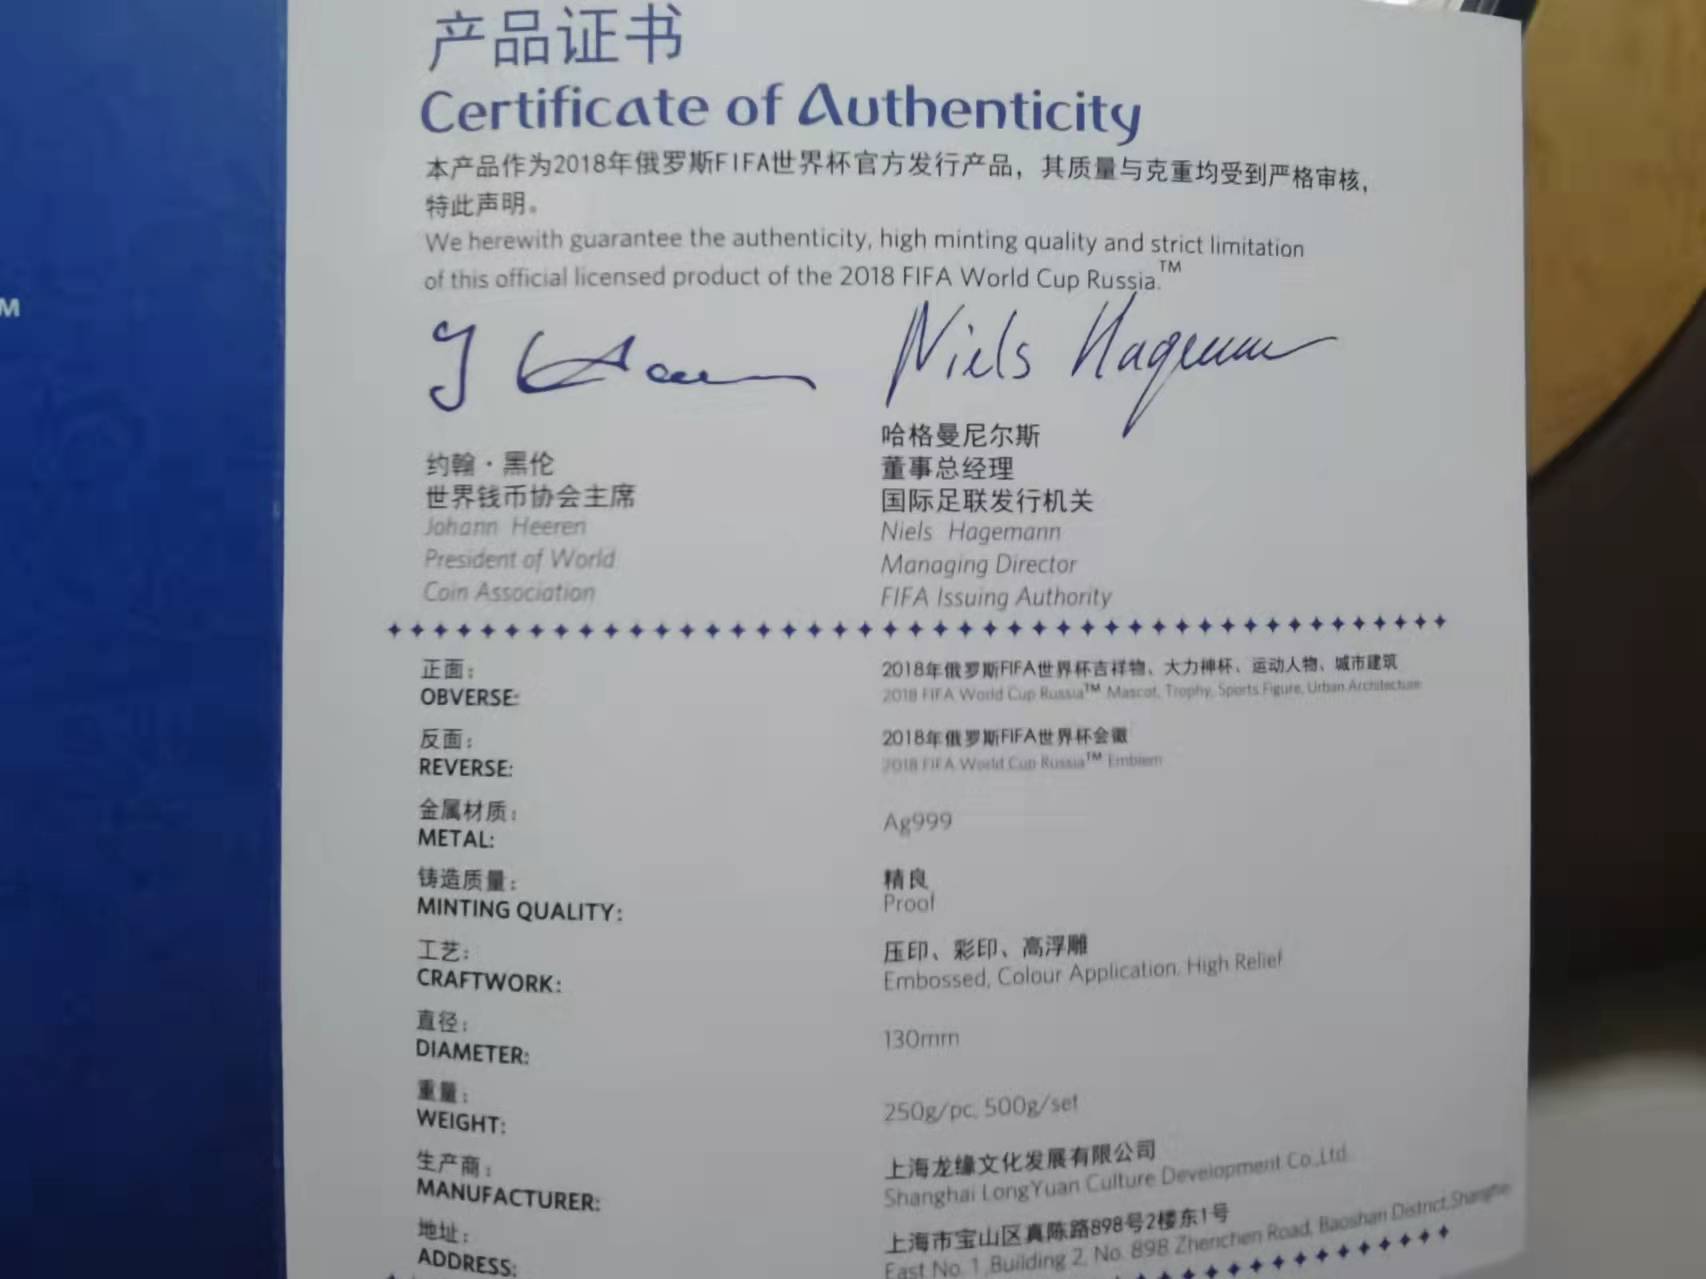 M
产品证书
Certificate of Authenticity
本产品作为2018年俄罗斯FIFA世界杯官方发行产品，其质量与克重均受到严格审核，
特此声明。
We herewith guarantee the authenticity, high minting quality and strict limitation
of this official licensed product of the 2018 FIFA World Cup Russia.™
Niels Hagemann
约翰·黑伦
世界钱币协会主席
Johann Heeren
President of World
Coin Association
哈格曼尼尔斯
董事总经理
国际足联发行机关
Niels Hagemann
Managing Director
FIFA Issuing Authority
正面：
OBVERSE:
2018年俄罗斯FIFA世界杯吉祥物、大力神杯、运动人物、城市建筑
2018 FIFA World Cup Russia™ Mascot, Trophy, Sports Figure, Urban Architecture
反面：
REVERSE:
2018年俄罗斯FIFA世界杯会徽
2018 FIFA World Cup Russia™ Emblem
金属材质：
METAL:
Ag999
铸造质量：
MINTING QUALITY:
精良
Proof
工艺：
CRAFTWORK:
压印、彩印、高浮雕
Embossed, Colour Application, High Relief
直径：
DIAMETER:
130mm
重量：
WEIGHT:
250g/pc, 500g/set
生产商：
MANUFACTURER:
上海龙缘文化发展有限公司
Shanghai LongYuan Culture Development Co.,Ltd.
地址：
ADDRESS:
上海市宝山区真陈路898号2楼东1号
East No. 1,Building 2, No. 898 Zhenchen Road, Baoshan District,Shanghai